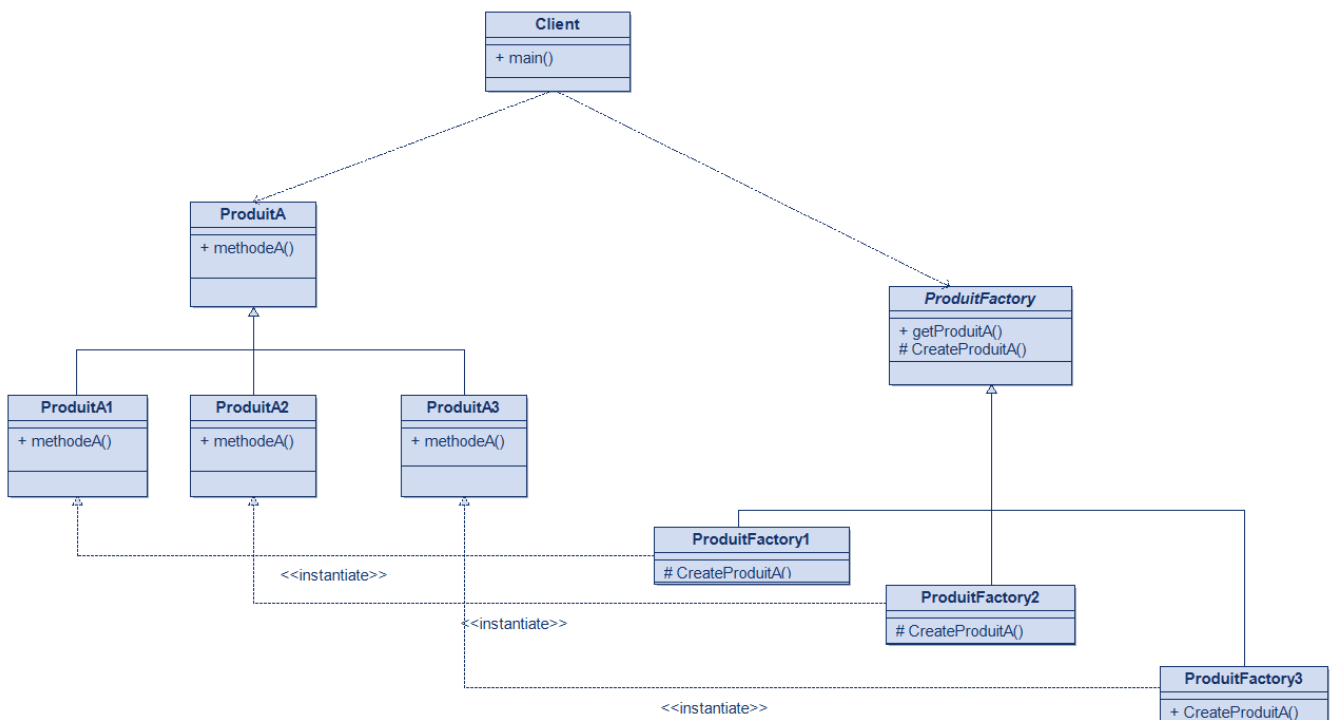 Client
+ main()
ProduitA
+ methodeA()
ProduitFactory
+ getProduitA()
# CreateProduitA()
ProduitA1
+ methodeA()
ProduitA2
+ methodeA()
ProduitA3
+ methodeA()
ProduitFactory1
# CreateProduitA()
<<instantiate>>
ProduitFactory2
# CreateProduitA()
<<instantiate>>
ProduitFactory3
+ CreateProduitA()
<<instantiate>>